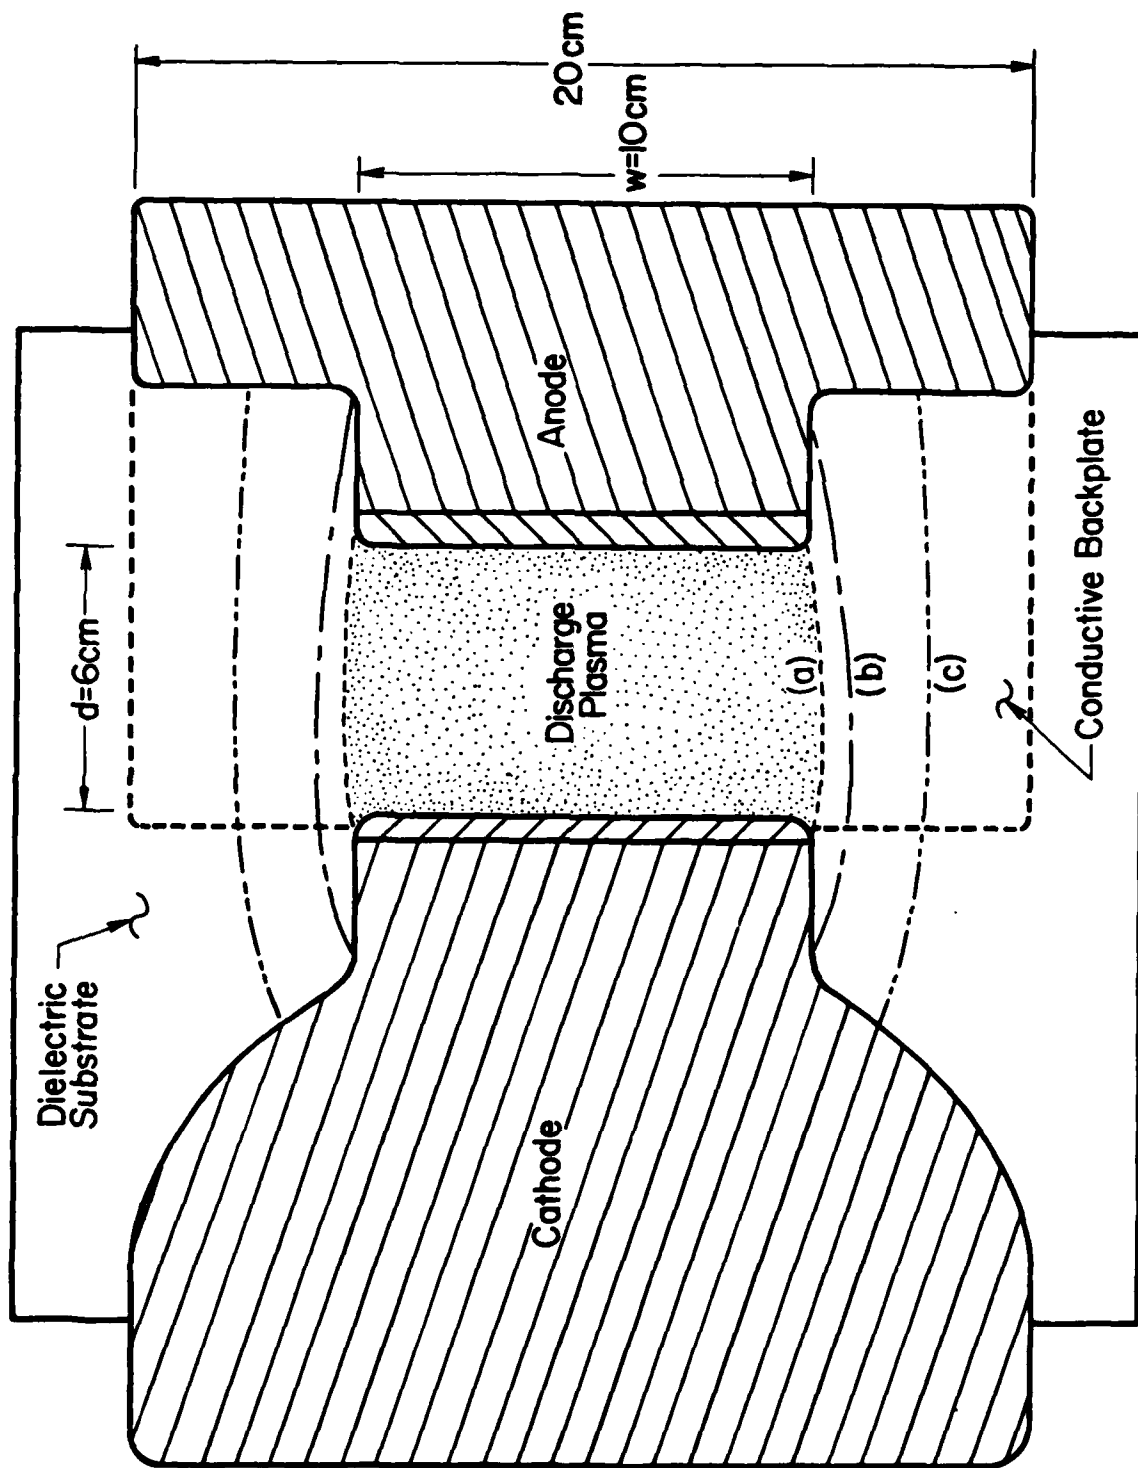 Dielectric
Substrate
d=6cm
Cathode
Discharge
Plasma
Anode
w=10cm
20cm
(a)
(b)
(c)
Conductive Backplate